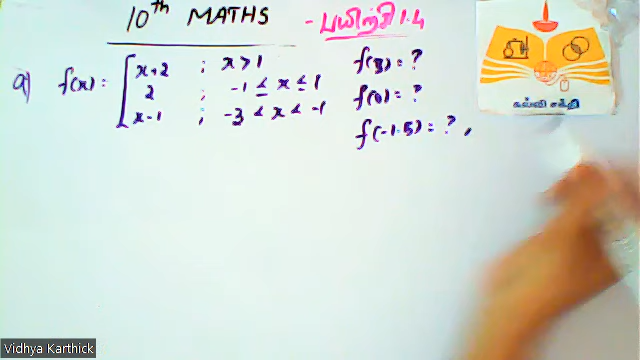 10th MATHS - பயிற்சி 1.4
a) f(x) = x+2 ; x > 1 f(3) = ?
2 ; -1 ≤ x ≤ 1 f(0) = ?
x-1 ; -3 < x < -1 f(-1.5) = ? ,
கல்வி சக்தி
Vidhya Karthick